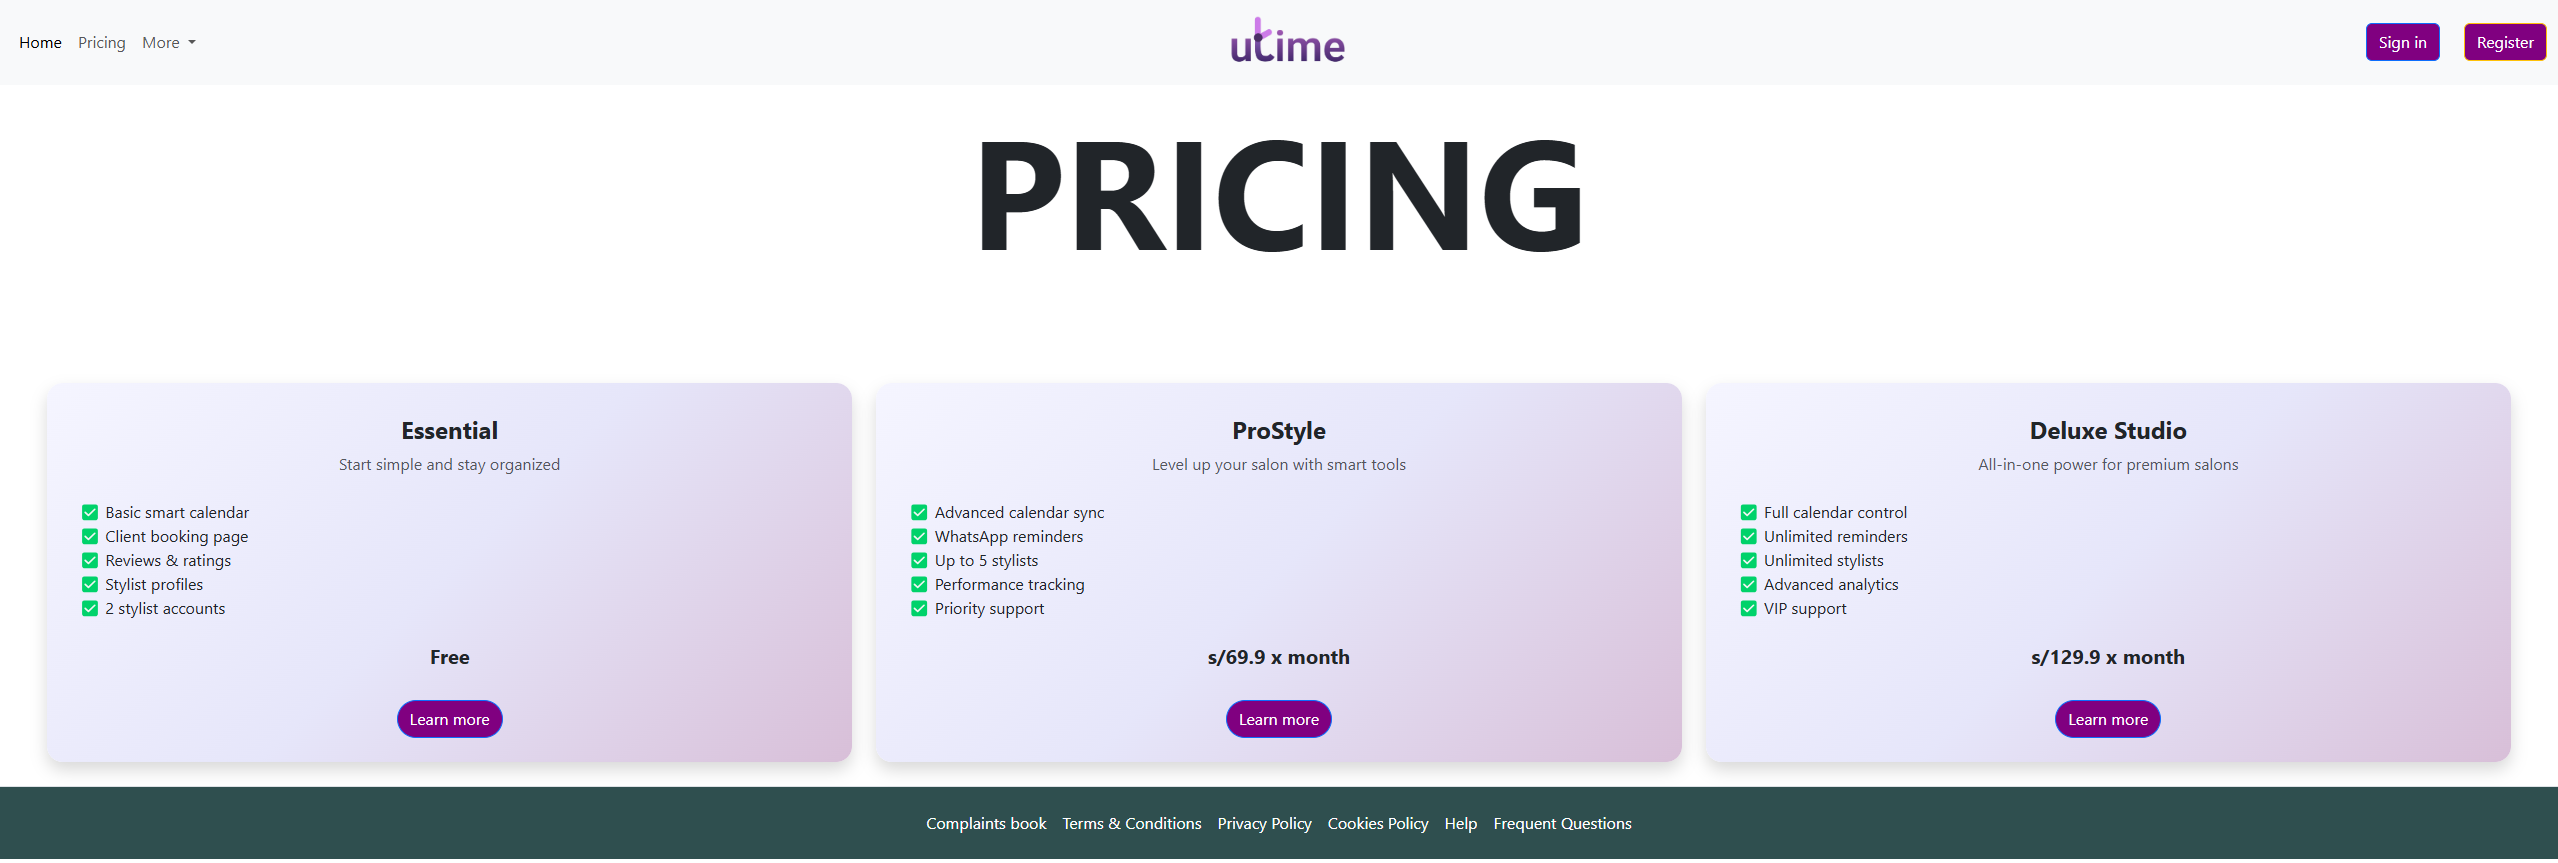 Home Pricing More
utime
Sign in Register
PRICING
Essential
Start simple and stay organized
Basic smart calendar
Client booking page
Reviews & ratings
Stylist profiles
2 stylist accounts
Free
Learn more
ProStyle
Level up your salon with smart tools
Advanced calendar sync
WhatsApp reminders
Up to 5 stylists
Performance tracking
Priority support
s/69.9 x month
Learn more
Deluxe Studio
All-in-one power for premium salons
Full calendar control
Unlimited reminders
Unlimited stylists
Advanced analytics
VIP support
s/129.9 x month
Learn more
Complaints book Terms & Conditions Privacy Policy Cookies Policy Help Frequent Questions